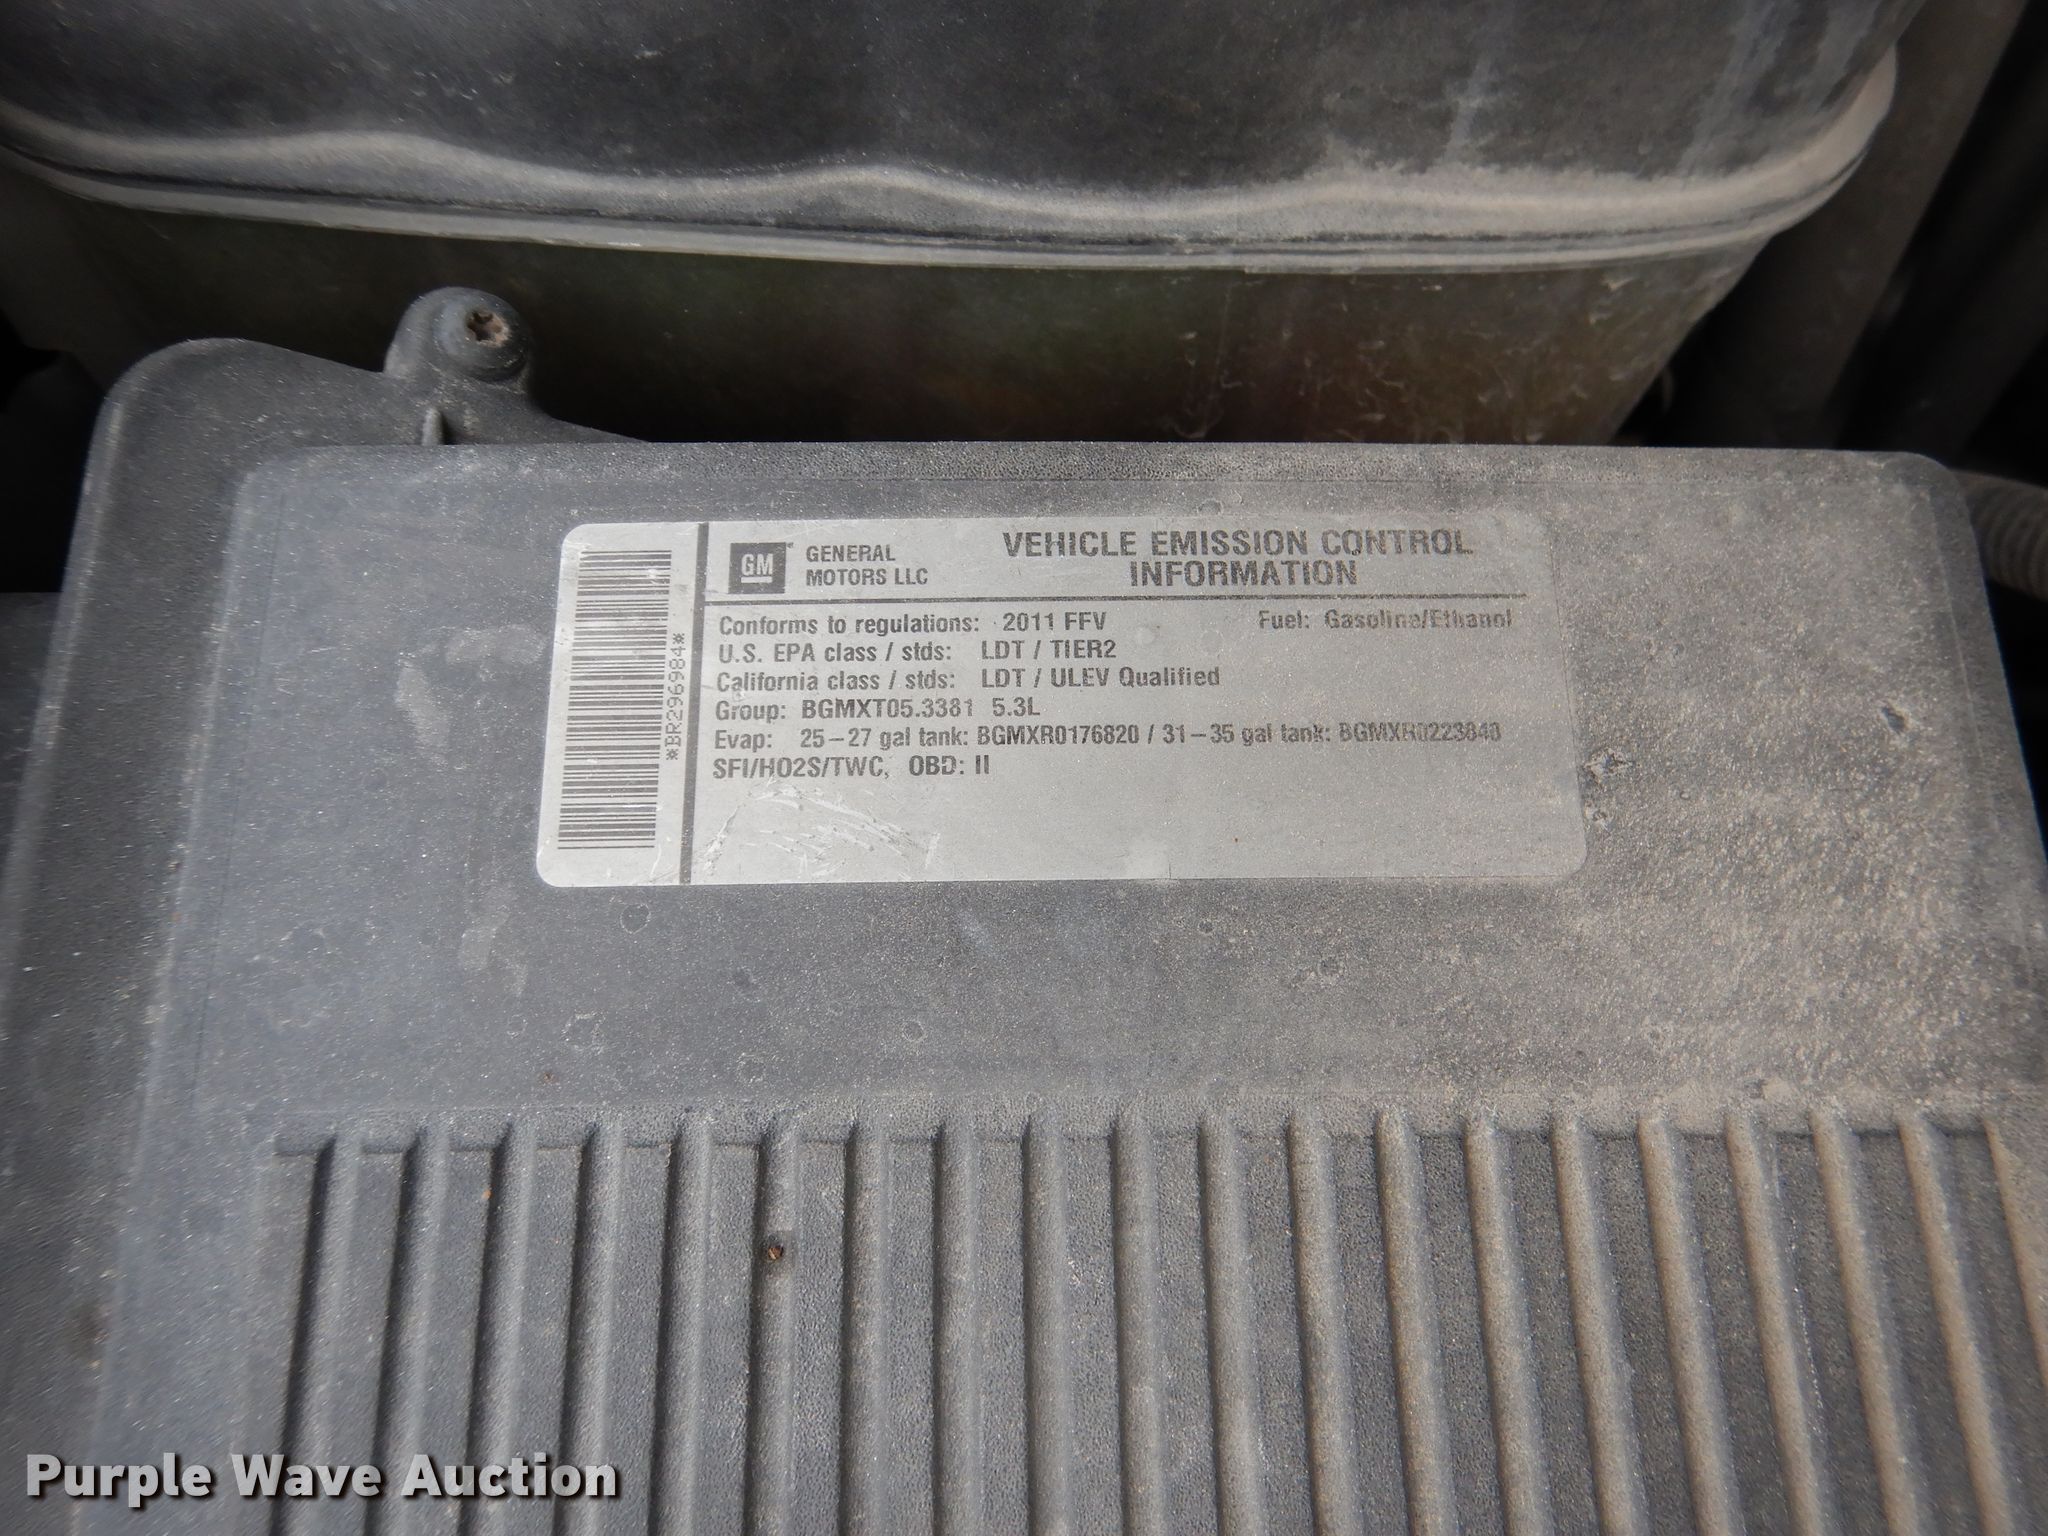 GM GENERAL MOTORS LLC
VEHICLE EMISSION CONTROL
INFORMATION
Conforms to regulations: 2011 FFV Fuel: Gasoline/Ethanol
U.S. EPA class / stds: LDT / TIER2
California class / stds: LDT / ULEV Qualified
Group: BGMXT05.3381 5.3L
Evap: 25–27 gal tank: BGMXR0176820 / 31–35 gal tank: BGMXR0223840
SFI/HO2S/TWC, OBD: II
*BR296984*
Purple Wave Auction